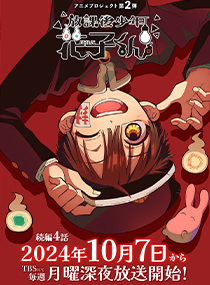 アニメプロジェクト第2弾
放課後少年
花子くん
続編4話
2024年10月7日から
TBSほか
毎週月曜深夜放送開始!